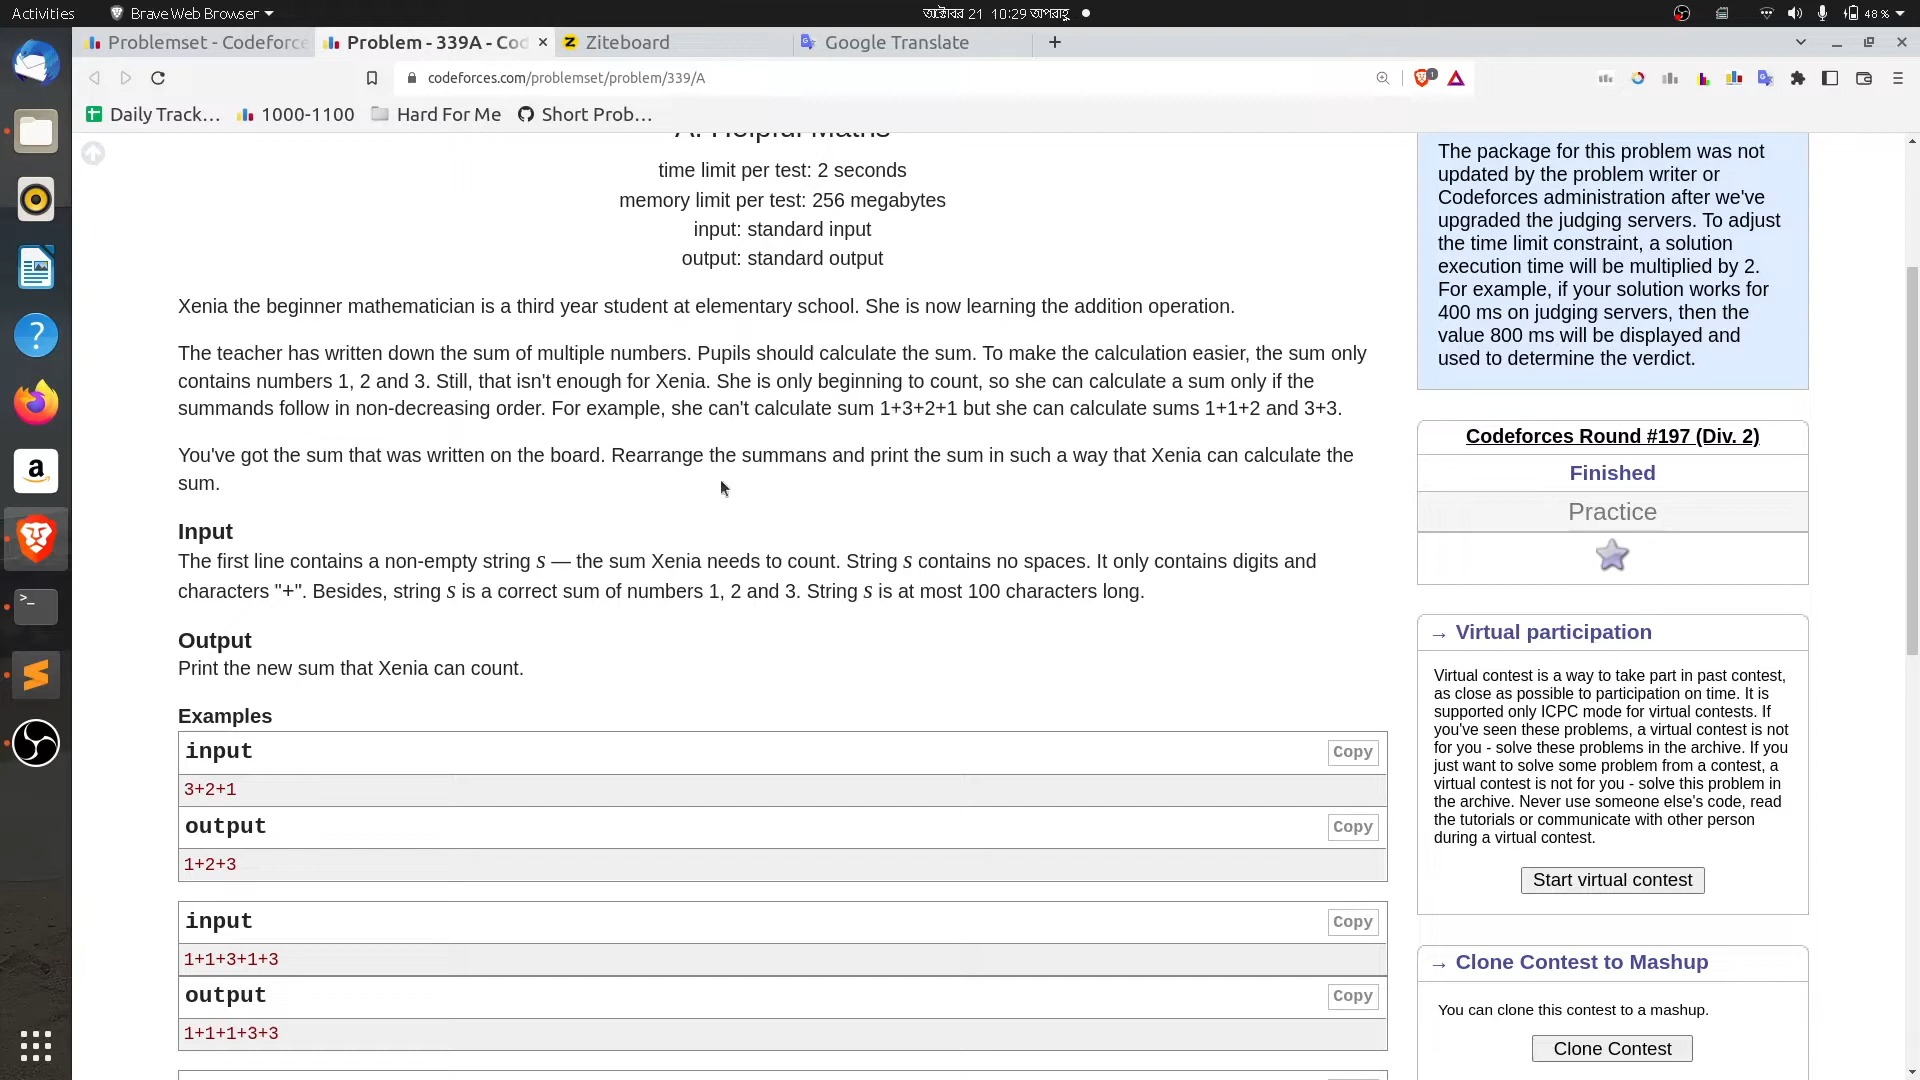 Activities
Brave Web Browser
অক্টোবর 21 10:29 অপরাহ্ণ
48 %
Problemset - Codeforc
Problem - 339A - Co
Ziteboard
Google Translate
codeforces.com/problemset/problem/339/A
1
Daily Track...
1000-1100
Hard For Me
Short Prob...
A. Helpful Maths
time limit per test: 2 seconds
memory limit per test: 256 megabytes
input: standard input
output: standard output
Xenia the beginner mathematician is a third year student at elementary school. She is now learning the addition operation.
The teacher has written down the sum of multiple numbers. Pupils should calculate the sum. To make the calculation easier, the sum only
contains numbers 1, 2 and 3. Still, that isn't enough for Xenia. She is only beginning to count, so she can calculate a sum only if the
summands follow in non-decreasing order. For example, she can't calculate sum 1+3+2+1 but she can calculate sums 1+1+2 and 3+3.
You've got the sum that was written on the board. Rearrange the summans and print the sum in such a way that Xenia can calculate the
sum.
Input
The first line contains a non-empty string s — the sum Xenia needs to count. String s contains no spaces. It only contains digits and
characters "+". Besides, string s is a correct sum of numbers 1, 2 and 3. String s is at most 100 characters long.
Output
Print the new sum that Xenia can count.
Examples
input
Copy
3+2+1
output
Copy
1+2+3
input
Copy
1+1+3+1+3
output
Copy
1+1+1+3+3
The package for this problem was not
updated by the problem writer or
Codeforces administration after we've
upgraded the judging servers. To adjust
the time limit constraint, a solution
execution time will be multiplied by 2.
For example, if your solution works for
400 ms on judging servers, then the
value 800 ms will be displayed and
used to determine the verdict.
Codeforces Round #197 (Div. 2)
Finished
Practice
→ Virtual participation
Virtual contest is a way to take part in past contest,
as close as possible to participation on time. It is
supported only ICPC mode for virtual contests. If
you've seen these problems, a virtual contest is not
for you - solve these problems in the archive. If you
just want to solve some problem from a contest, a
virtual contest is not for you - solve this problem in
the archive. Never use someone else's code, read
the tutorials or communicate with other person
during a virtual contest.
Start virtual contest
→ Clone Contest to Mashup
You can clone this contest to a mashup.
Clone Contest